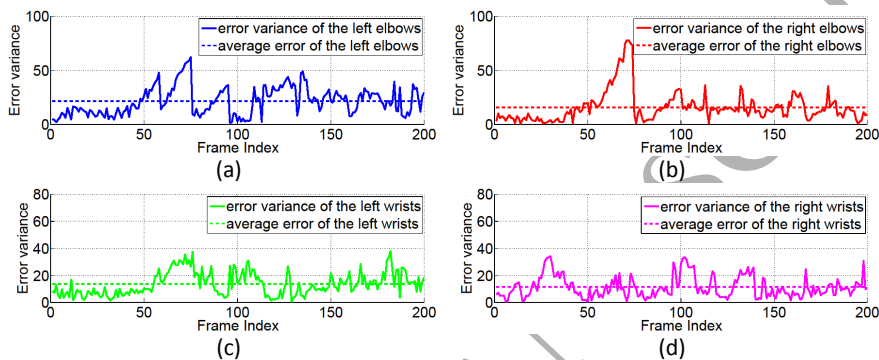 100
50
0
Error variance
error variance of the left elbows
average error of the left elbows
0 50 100 150 200
Frame Index
(a)
100
50
0
Error variance
error variance of the right elbows
average error of the right elbows
0 50 100 150 200
Frame Index
(b)
80
60
40
20
0
Error variance
error variance of the left wrists
average error of the left wrists
0 50 100 150 200
Frame Index
(c)
80
60
40
20
0
Error variance
error variance of the right wrists
average error of the right wrists
0 50 100 150 200
Frame Index
(d)